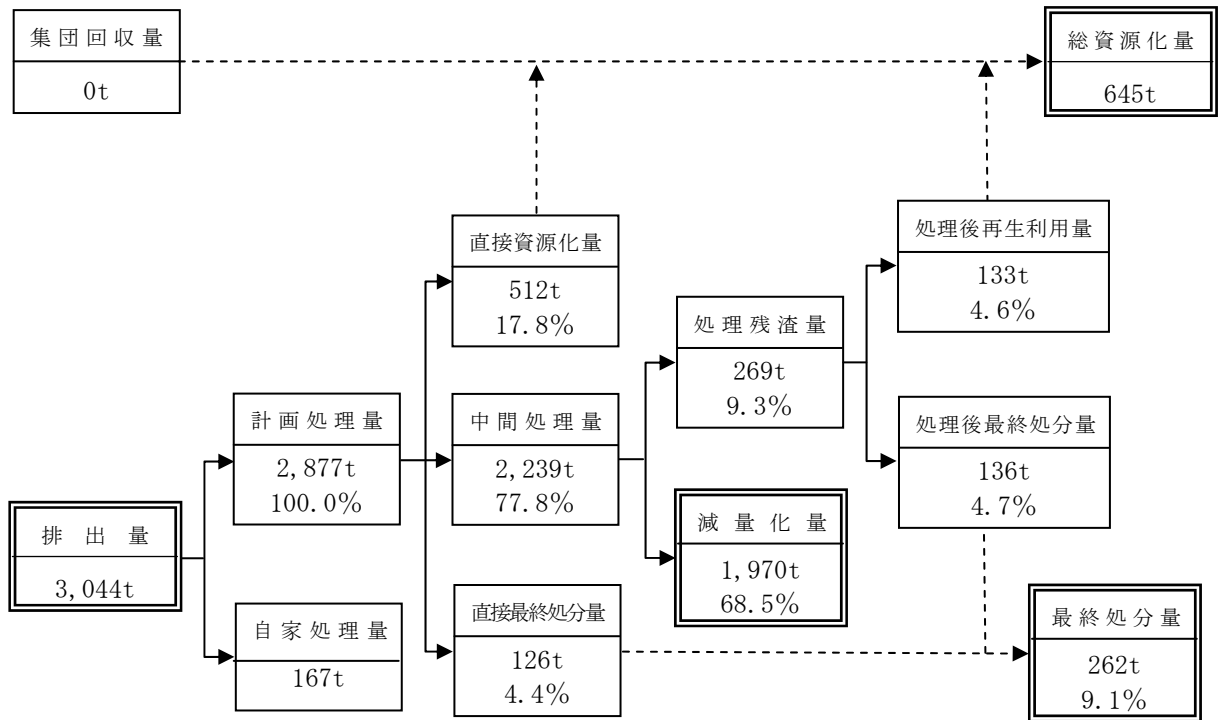 集団回収量
0t
総資源化量
645t
直接資源化量
512t
17.8%
処理後再生利用量
133t
4.6%
処理残渣量
269t
9.3%
計画処理量
2,877t
100.0%
中間処理量
2,239t
77.8%
処理後最終処分量
136t
4.7%
排出量
3,044t
減量化量
1,970t
68.5%
自家処理量
167t
直接最終処分量
126t
4.4%
最終処分量
262t
9.1%